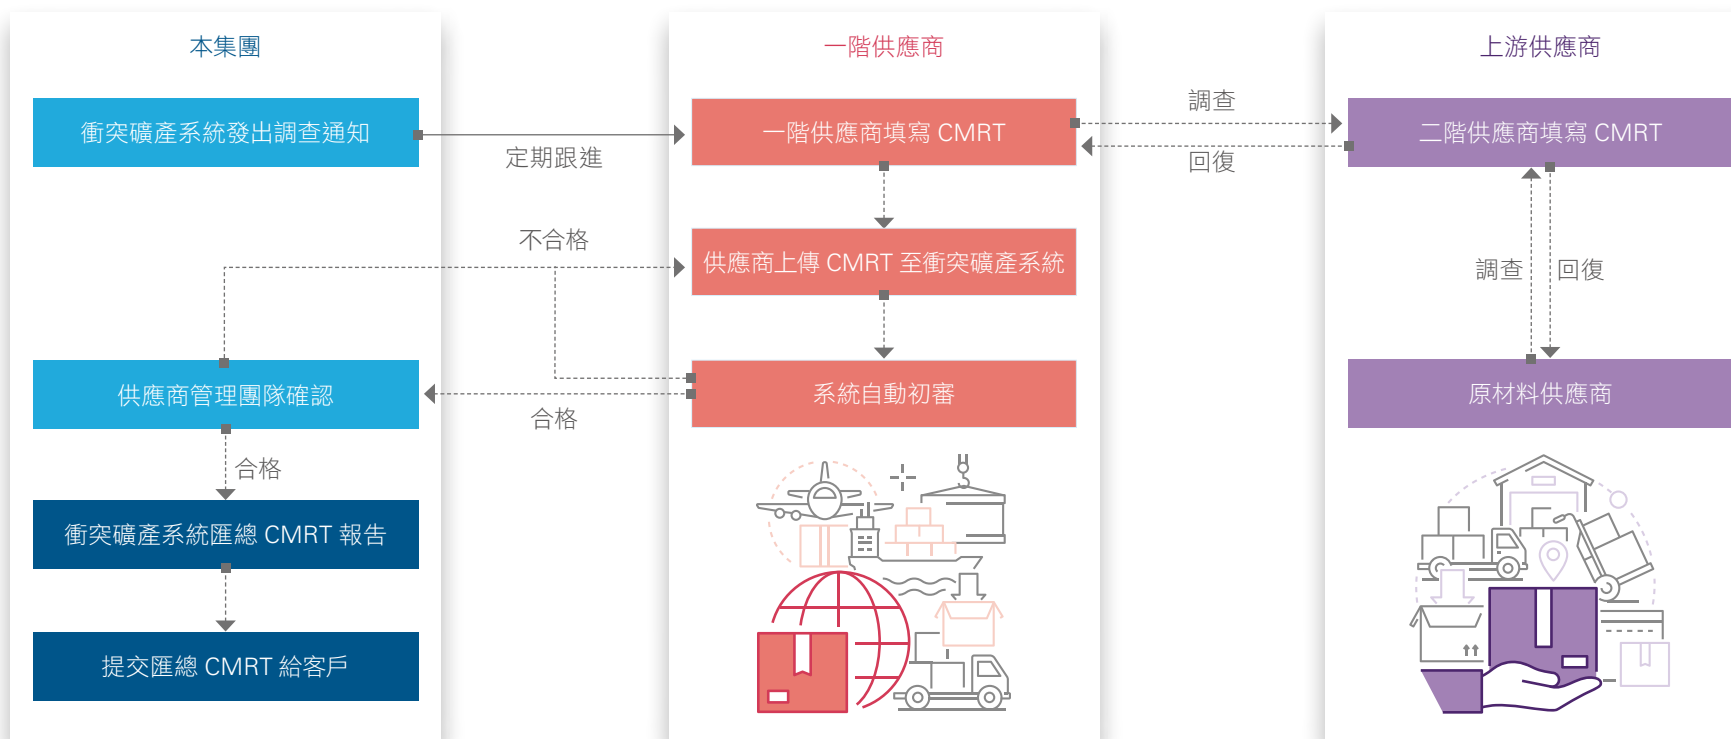 本集團
一階供應商
上游供應商
衝突礦產系統發出調查通知
定期跟進
一階供應商填寫 CMRT
調查
回復
二階供應商填寫 CMRT
不合格
供應商上傳 CMRT 至衝突礦產系統
調查
回復
供應商管理團隊確認
合格
系統自動初審
原材料供應商
合格
衝突礦產系統匯總 CMRT 報告
提交匯總 CMRT 給客戶